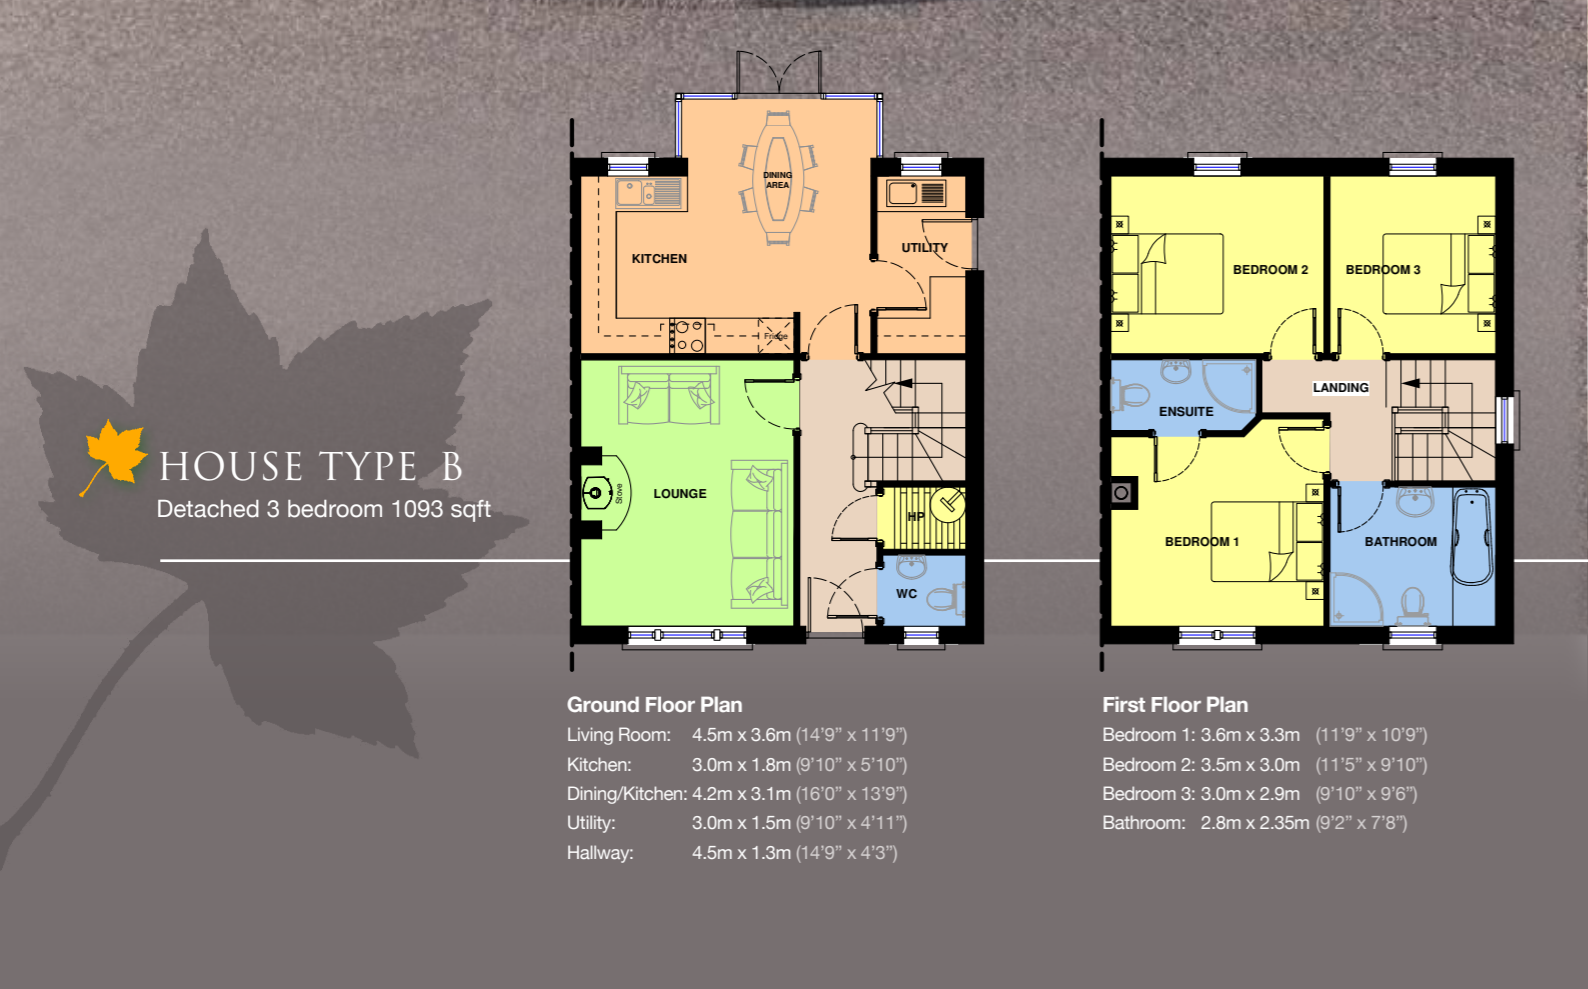 HOUSE TYPE B
Detached 3 bedroom 1093 sqft
DINING
AREA
KITCHEN
UTILITY
Fridge
LOUNGE
Stove
HP
WC
BEDROOM 2
BEDROOM 3
LANDING
ENSUITE
BEDROOM 1
BATHROOM
Ground Floor Plan
Living Room: 4.5m x 3.6m (14’9” x 11’9”)
Kitchen: 3.0m x 1.8m (9’10” x 5’10”)
Dining/Kitchen: 4.2m x 3.1m (16’0” x 13’9”)
Utility: 3.0m x 1.5m (9’10” x 4’11”)
Hallway: 4.5m x 1.3m (14’9” x 4’3”)
First Floor Plan
Bedroom 1: 3.6m x 3.3m (11’9” x 10’9”)
Bedroom 2: 3.5m x 3.0m (11’5” x 9’10”)
Bedroom 3: 3.0m x 2.9m (9’10” x 9’6”)
Bathroom: 2.8m x 2.35m (9’2” x 7’8”)